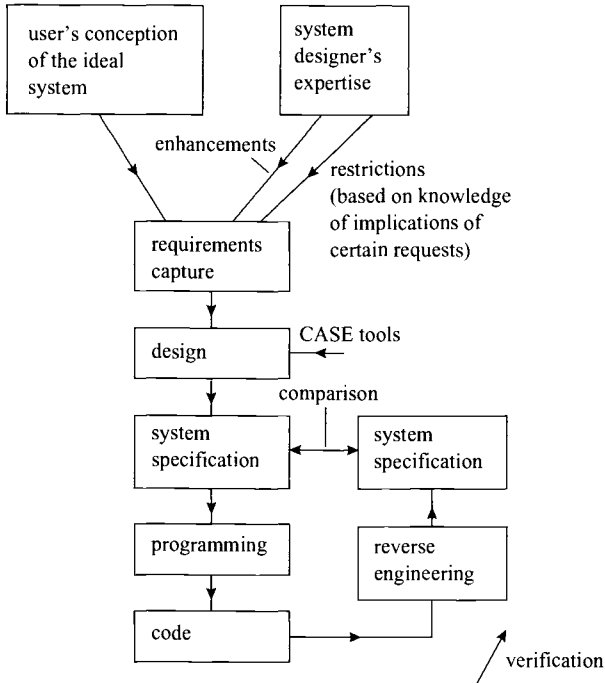 user's conception
of the ideal
system
system
designer's
expertise
enhancements
restrictions
(based on knowledge
of implications of
certain requests)
requirements
capture
design
CASE tools
comparison
system
specification
system
specification
programming
reverse
engineering
code
verification